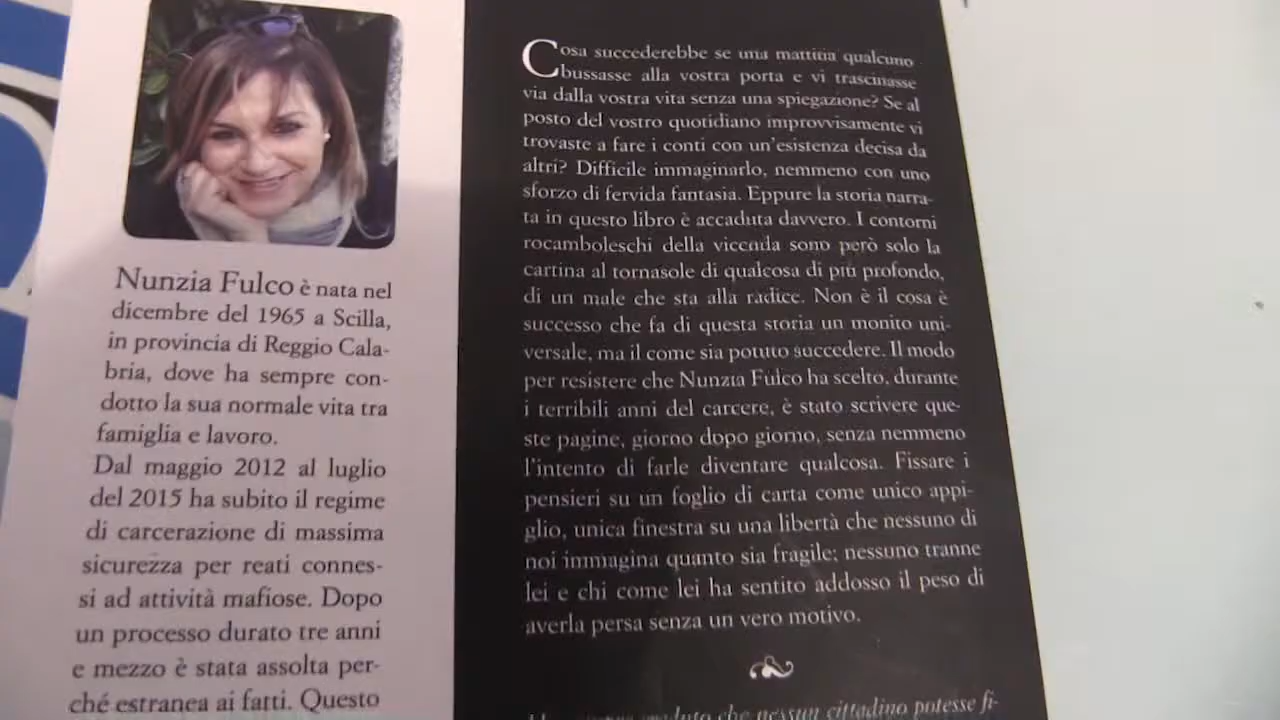 Nunzia Fulco è nata nel
dicembre del 1965 a Scilla,
in provincia di Reggio Cala-
bria, dove ha sempre con-
dotto la sua normale vita tra
famiglia e lavoro.
Dal maggio 2012 al luglio
del 2015 ha subito il regime
di carcerazione di massima
sicurezza per reati connes-
si ad attività mafiose. Dopo
un processo durato tre anni
e mezzo è stata assolta per-
ché estranea ai fatti. Questo
Cosa succederebbe se una mattina qualcuno
bussasse alla vostra porta e vi trascinasse
via dalla vostra vita senza una spiegazione? Se al
posto del vostro quotidiano improvvisamente vi
trovaste a fare i conti con un'esistenza decisa da
altri? Difficile immaginarlo, nemmeno con uno
sforzo di fervida fantasia. Eppure la storia narra-
ta in questo libro è accaduta davvero. I contorni
rocamboleschi della vicenda sono però solo la
cartina al tornasole di qualcosa di più profondo,
di un male che sta alla radice. Non è il cosa è
successo che fa di questa storia un monito uni-
versale, ma il come sia potuto succedere. Il modo
per resistere che Nunzia Fulco ha scelto, durante
i terribili anni del carcere, è stato scrivere que-
ste pagine, giorno dopo giorno, senza nemmeno
l'intento di farle diventare qualcosa. Fissare i
pensieri su un foglio di carta come unico appi-
glio, unica finestra su una libertà che nessuno di
noi immagina quanto sia fragile; nessuno tranne
lei e chi come lei ha sentito addosso il peso di
averla persa senza un vero motivo.
che nessun cittadino potesse fi-